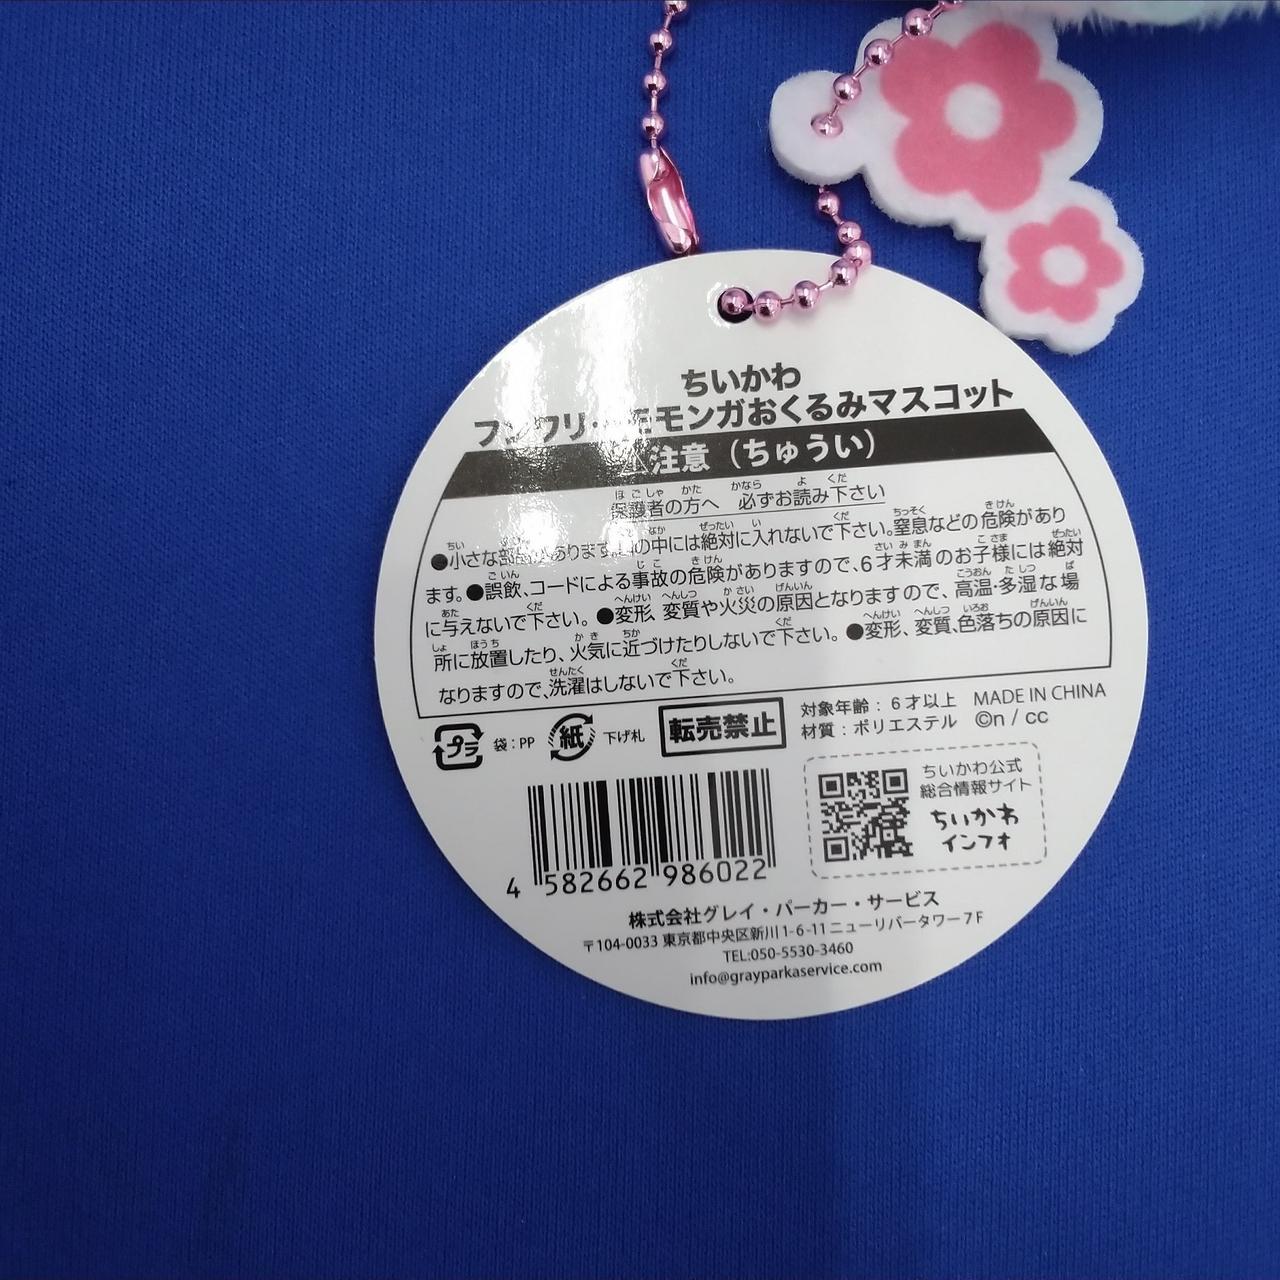 ちいかわ
フンワリ モモンガおくるみマスコット
⚠注意（ちゅうい）
保護者の方へ 必ずお読み下さい
●小さな部品があります。の中には絶対に入れないで下さい。窒息などの危険があり
ます。●誤飲、コードによる事故の危険がありますので、6才未満のお子様には絶対
に与えないで下さい。●変形、変質や火災の原因となりますので、高温・多湿な場
所に放置したり、火気に近づけたりしないで下さい。●変形、変質、色落ちの原因に
なりますので、洗濯はしないで下さい。
プラ 袋：PP 紙 下げ札 転売禁止
対象年齢：6才以上 MADE IN CHINA
材質：ポリエステル ©n / cc
ちいかわ公式
総合情報サイト
ちいかわ
インフォ
4 582662 986022
株式会社グレイ・パーカー・サービス
〒104-0033 東京都中央区新川1-6-11ニューリバータワー7F
TEL:050-5530-3460
info@grayparkaservice.com